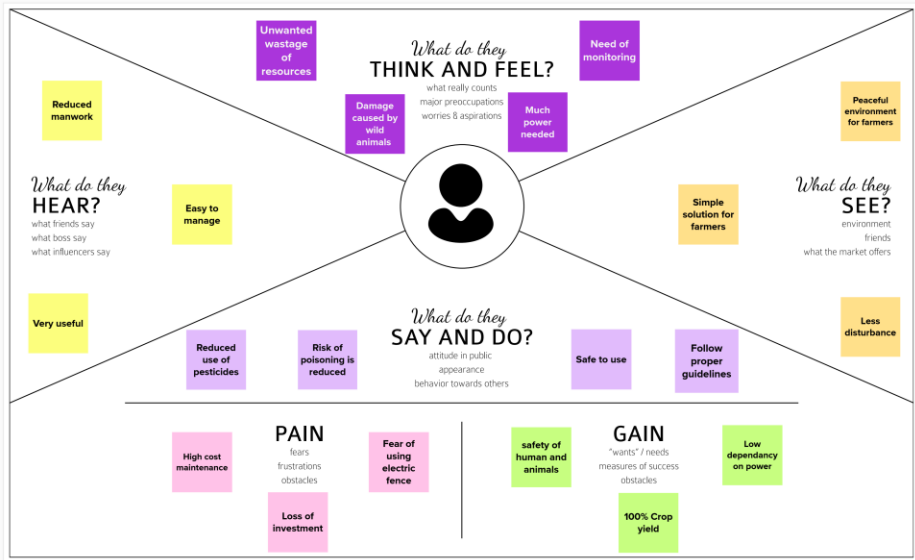 Unwanted
wastage
of
resources
Damage
caused by
wild
animals
What do they
THINK AND FEEL?
what really counts
major preoccupations
worries & aspirations
Much
power
needed
Need of
monitoring
Reduced
manwork
What do they
HEAR?
what friends say
what boss say
what influencers say
Easy to
manage
Very useful
Peaceful
environment
for farmers
Simple
solution for
farmers
What do they
SEE?
environment
friends
what the market offers
Less
disturbance
Reduced
use of
pesticides
Risk of
poisoning is
reduced
What do they
SAY AND DO?
attitude in public
appearance
behavior towards others
Safe to use
Follow
proper
guidelines
High cost
maintenance
PAIN
fears
frustrations
obstacles
Fear of
using
electric
fence
Loss of
investment
safety of
human and
animals
GAIN
"wants" / needs
measures of success
obstacles
Low
dependancy
on power
100% Crop
yield